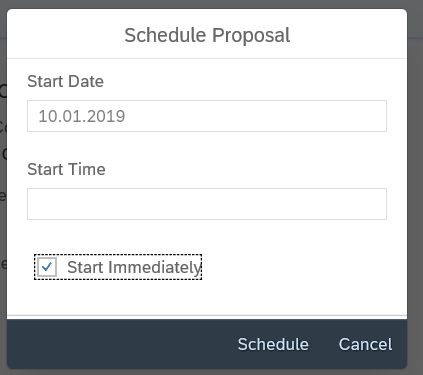 Schedule Proposal
Start Date
10.01.2019
Start Time
Start Immediately
Schedule Cancel